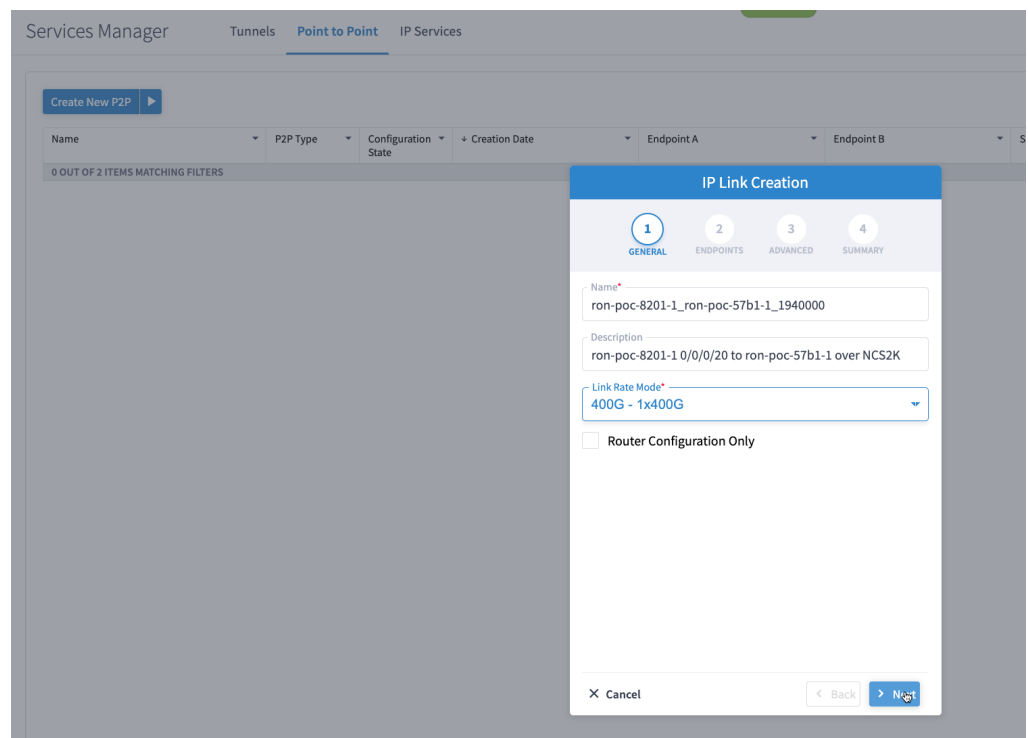 Services Manager Tunnels Point to Point IP Services
Create New P2P
Name P2P Type Configuration State Creation Date Endpoint A Endpoint B S
0 OUT OF 2 ITEMS MATCHING FILTERS
IP Link Creation
1 2 3 4
GENERAL ENDPOINTS ADVANCED SUMMARY
Name*
ron-poc-8201-1_ron-poc-57b1-1_1940000
Description
ron-poc-8201-1 0/0/0/20 to ron-poc-57b1-1 over NCS2K
Link Rate Mode*
400G - 1x400G
Router Configuration Only
Cancel Back Next